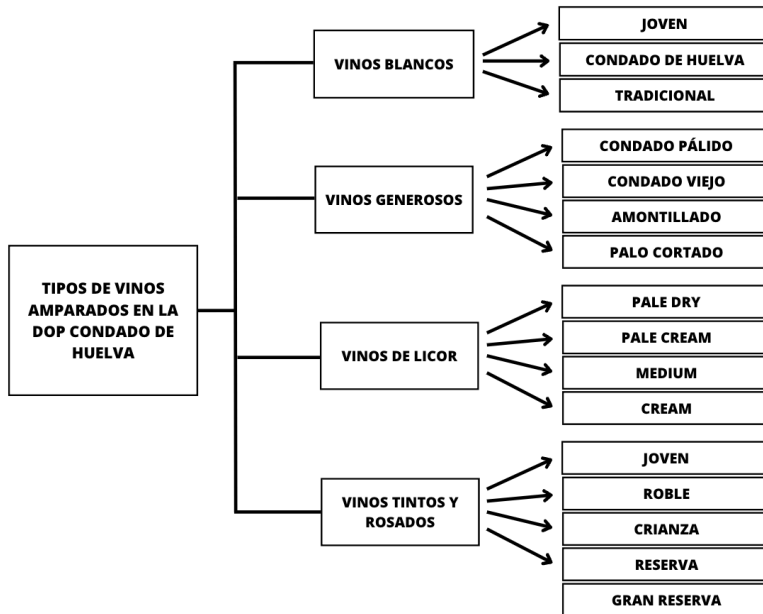 TIPOS DE VINOS
AMPARADOS EN LA
DOP CONDADO DE
HUELVA
VINOS BLANCOS
JOVEN
CONDADO DE HUELVA
TRADICIONAL
VINOS GENEROSOS
CONDADO PÁLIDO
CONDADO VIEJO
AMONTILLADO
PALO CORTADO
VINOS DE LICOR
PALE DRY
PALE CREAM
MEDIUM
CREAM
VINOS TINTOS Y
ROSADOS
JOVEN
ROBLE
CRIANZA
RESERVA
GRAN RESERVA